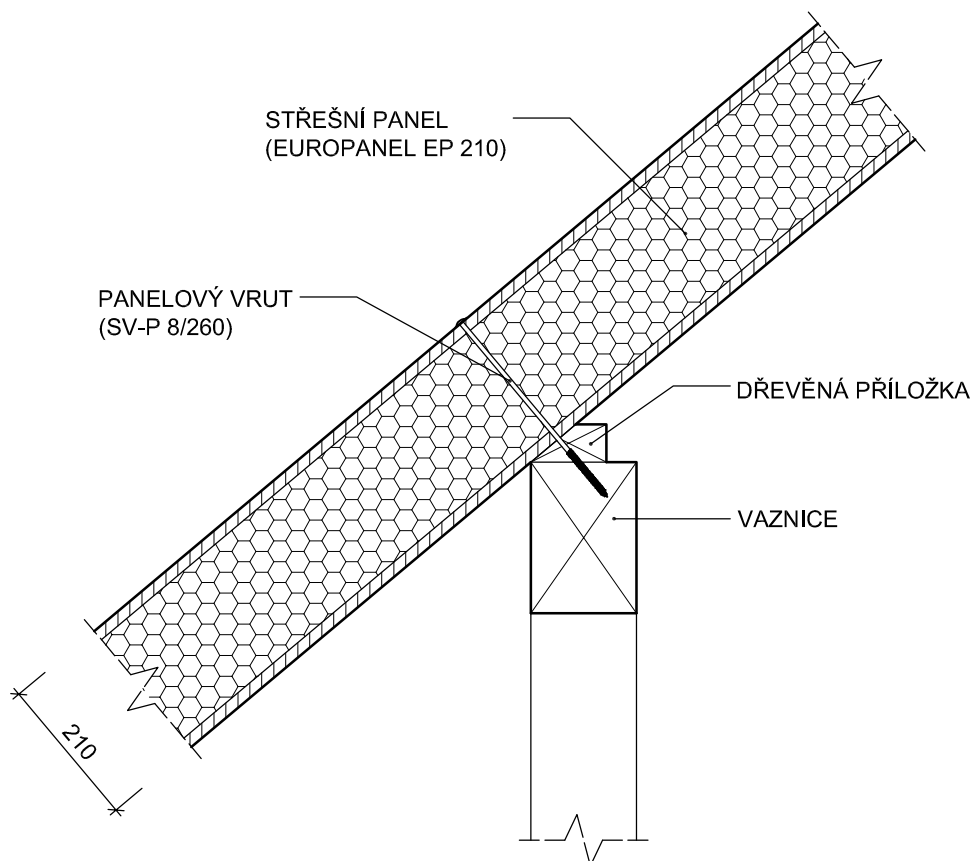 STŘEŠNÍ PANEL
(EUROPANEL EP 210)
PANELOVÝ VRUT
(SV-P 8/260)
DŘEVĚNÁ PŘÍLOŽKA
VAZNICE
210